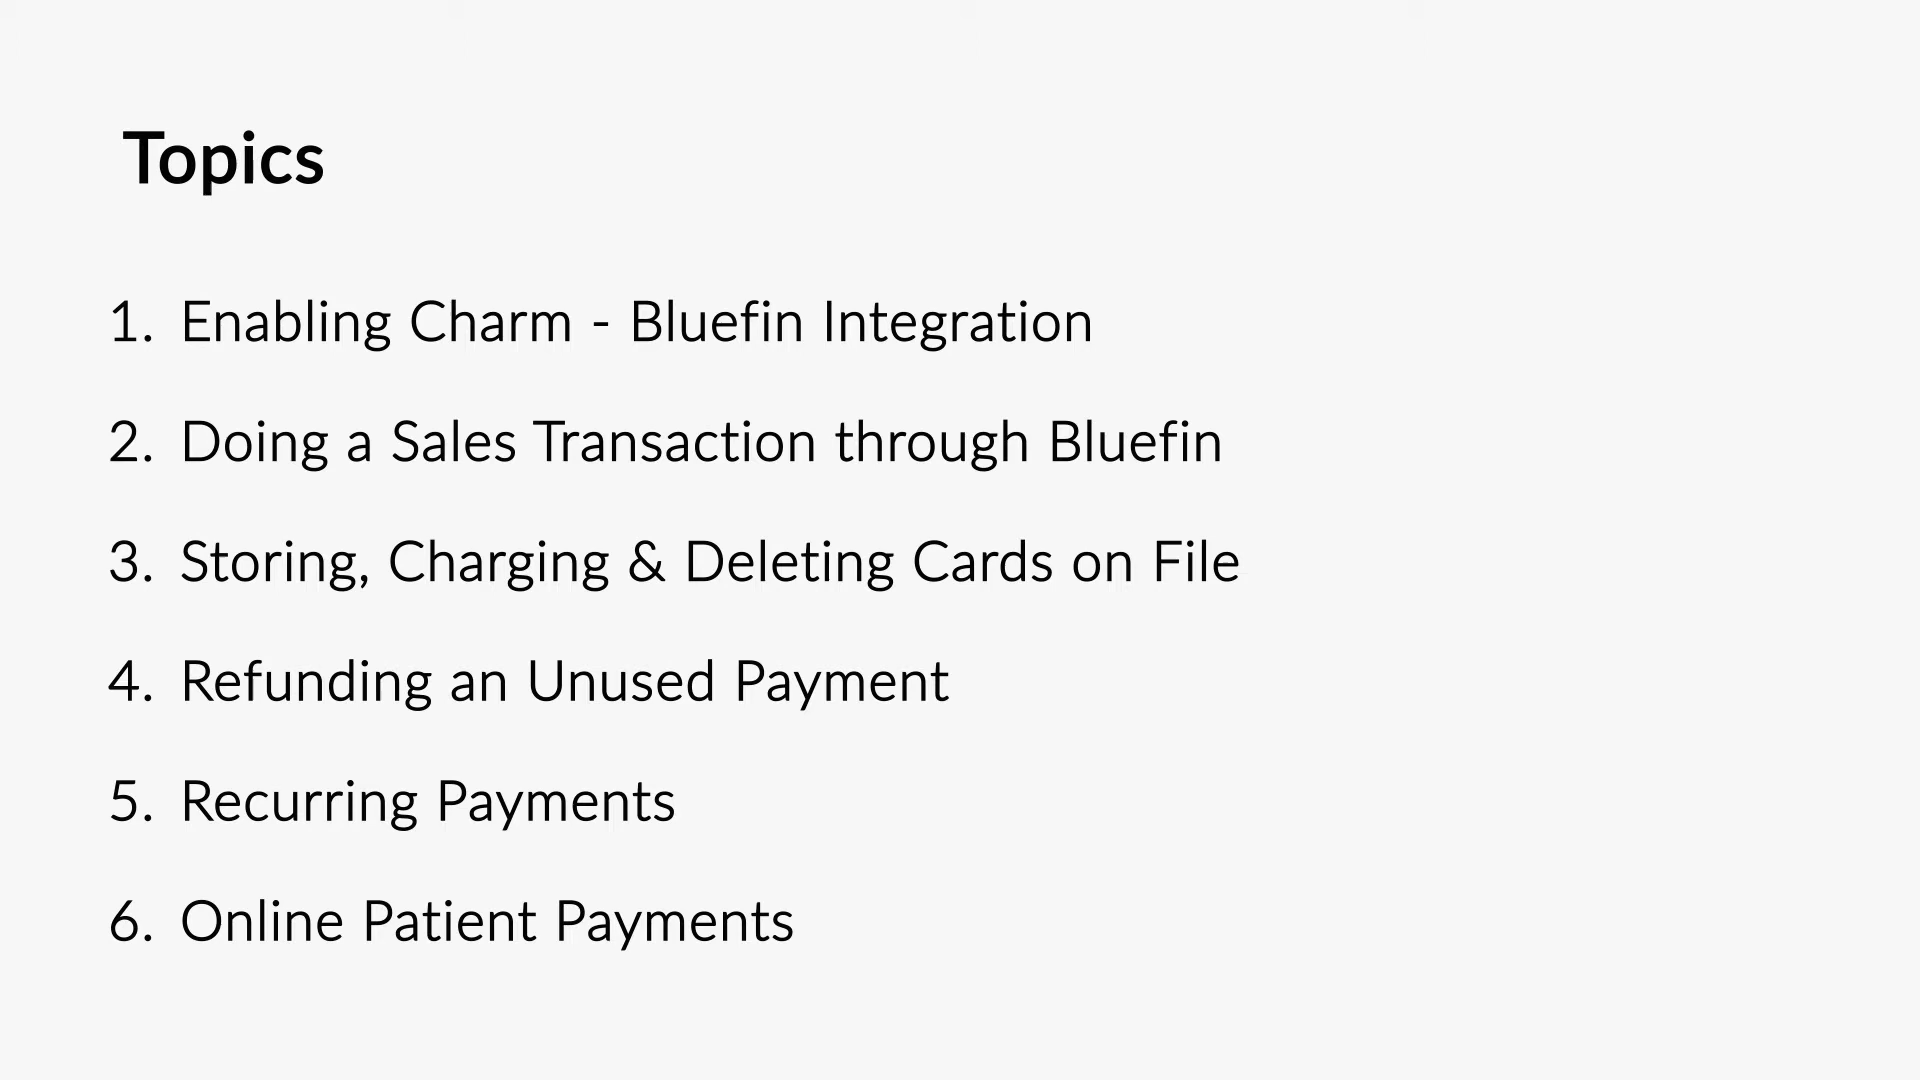 Topics
1. Enabling Charm - Bluefin Integration
2. Doing a Sales Transaction through Bluefin
3. Storing, Charging & Deleting Cards on File
4. Refunding an Unused Payment
5. Recurring Payments
6. Online Patient Payments